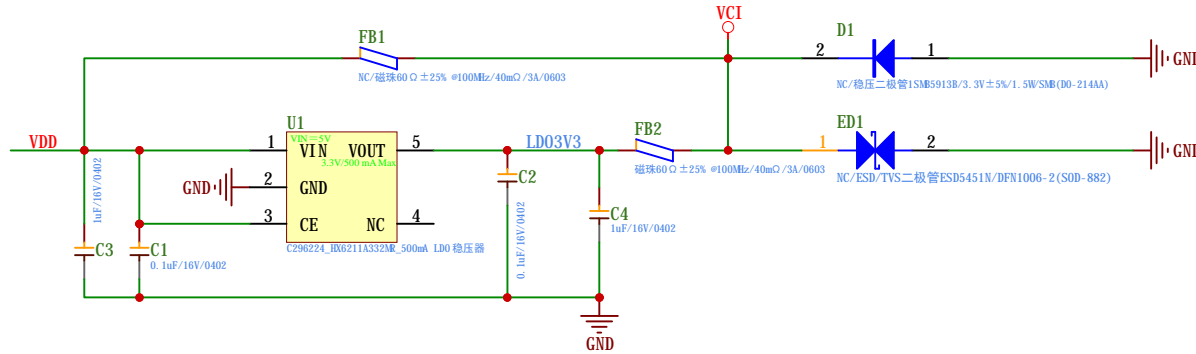 VCI
FB1
NC/磁珠60Ω±25% @100MHz/40mΩ/3A/0603
D1
2
1
GNI
NC/稳压二极管1SMB5913B/3.3V±5%/1.5W/SMB(DO-214AA)
VDD
U1
VIN=5V
1
VIN
VOUT
5
3.3V/500 mA Max
LDO3V3
FB2
磁珠60Ω±25% @100MHz/40mΩ/3A/0603
ED1
1
2
GNI
NC/ESD/TVS二极管ESD5451N/DFN1006-2(SOD-882)
1uF/16V/0402
GND
2
GND
C2
3
CE
NC
4
0.1uF/16V/0402
C4
1uF/16V/0402
C3
C1
0.1uF/16V/0402
C296224_HX6211A332MR_500mA LDO 稳压器
GND